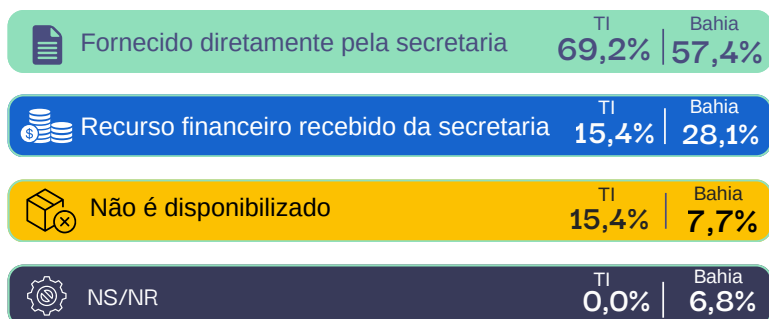 TI Bahia
Fornecido diretamente pela secretaria 69,2% 57,4%
TI Bahia
$ Recurso financeiro recebido da secretaria 15,4% 28,1%
TI Bahia
Não é disponibilizado 15,4% 7,7%
TI Bahia
NS/NR 0,0% 6,8%